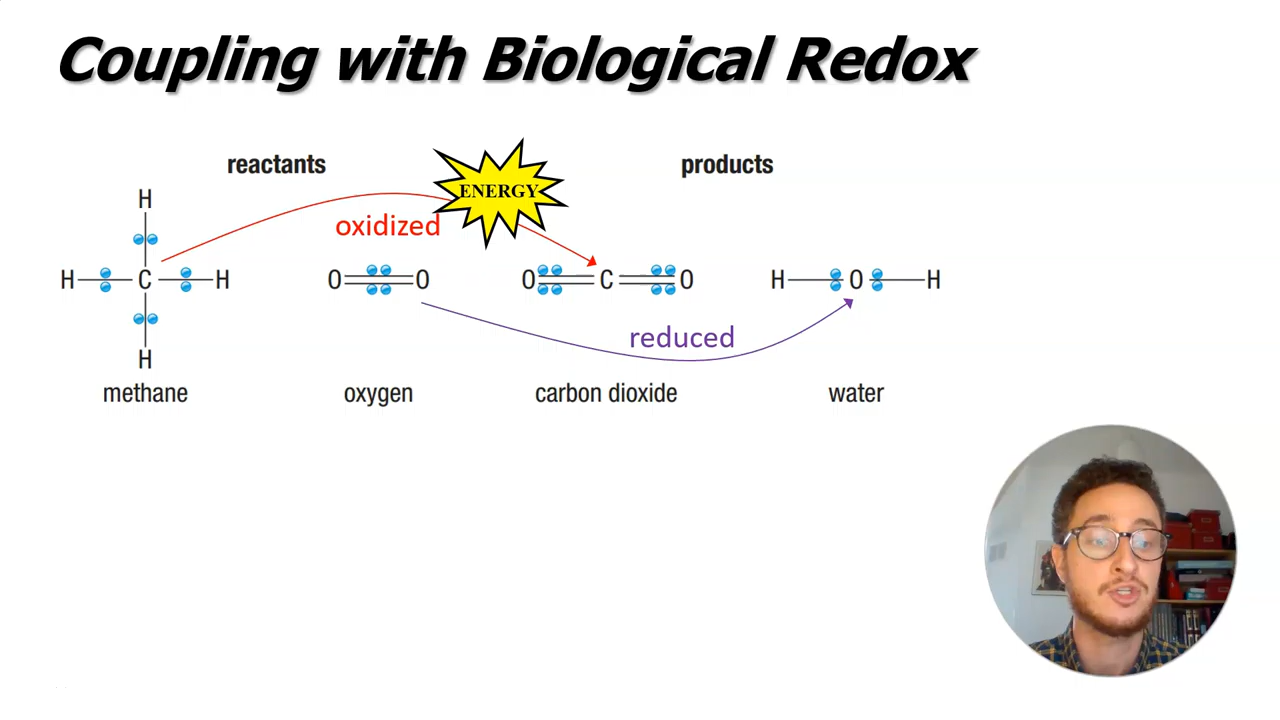 Coupling with Biological Redox
reactants
products
ENERGY
oxidized
H
H C H
H
O O
O C O
H O H
reduced
methane
oxygen
carbon dioxide
water